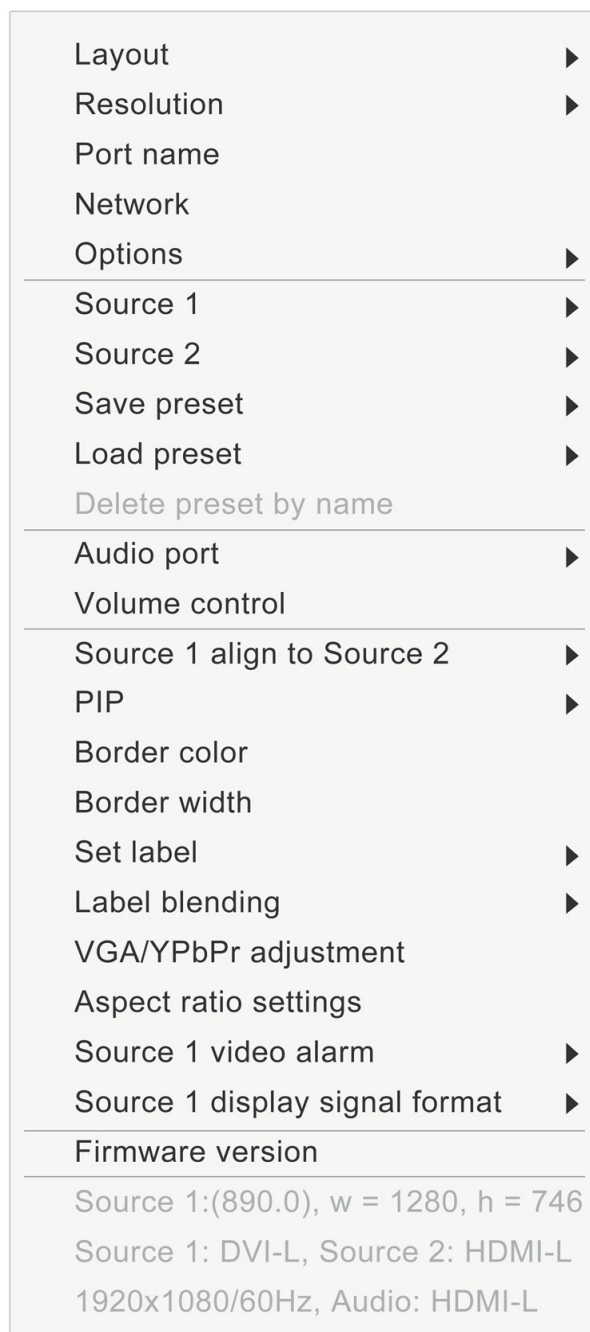 Layout
Resolution
Port name
Network
Options
Source 1
Source 2
Save preset
Load preset
Delete preset by name
Audio port
Volume control
Source 1 align to Source 2
PIP
Border color
Border width
Set label
Label blending
VGA/YPbPr adjustment
Aspect ratio settings
Source 1 video alarm
Source 1 display signal format
Firmware version
Source 1:(890.0), w = 1280, h = 746
Source 1: DVI-L, Source 2: HDMI-L
1920x1080/60Hz, Audio: HDMI-L